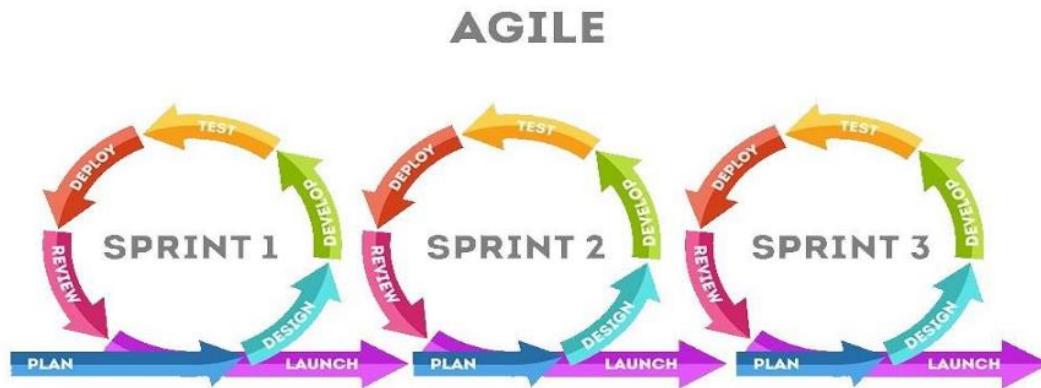 AGILE
TEST
DEPLOY
DEVELOP
SPRINT 1
REVIEW
DESIGN
PLAN
LAUNCH
TEST
DEPLOY
DEVELOP
SPRINT 2
REVIEW
DESIGN
PLAN
LAUNCH
TEST
DEPLOY
DEVELOP
SPRINT 3
REVIEW
DESIGN
PLAN
LAUNCH